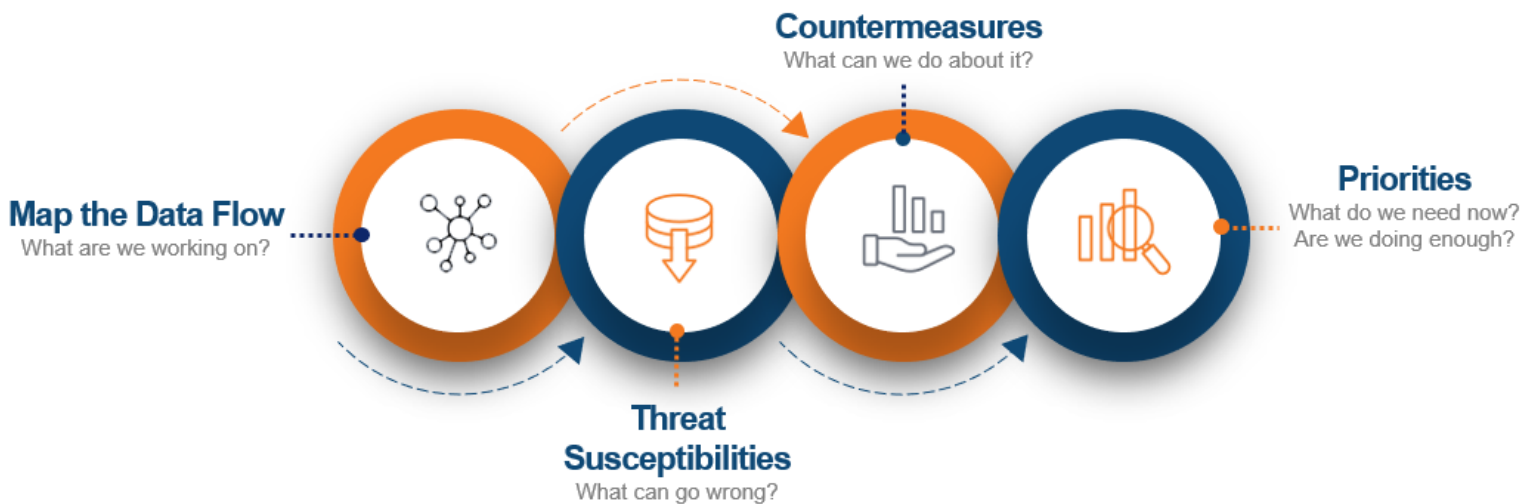 Map the Data Flow
What are we working on?
Threat
Susceptibilities
What can go wrong?
Countermeasures
What can we do about it?
Priorities
What do we need now?
Are we doing enough?